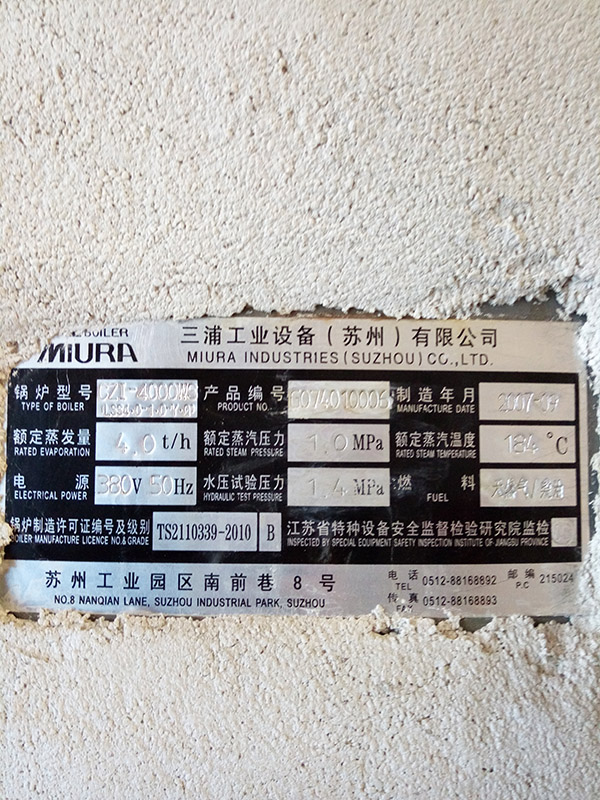 BOILER
MIURA
三浦工业设备(苏州)有限公司
MIURA INDUSTRIES(SUZHOU)CO.,LTD.
锅炉型号 CZI-4000WS 产品编号 制造年月 2007-09
TYPE OF BOILER (LSS4.0-1.0-Y.Q) PRODUCT NO. MANUFACTURE DATE
额定蒸发量 4.0 t/h 额定蒸汽压力 1.0 MPa 额定蒸汽温度 184 °C
RATED EVAPORATION RATED STEAM PRESSURE RATED STEAM TEMPERATURE
电源 380V 50Hz 水压试验压力 1.4 MPa 燃料
ELECTRICAL POWER HYDRAULIC TEST PRESSURE FUEL
锅炉制造许可证编号及级别 TS2110339-2010 B 江苏省特种设备安全监督检验研究院监检
BOILER MANUFACTURE LICENCE NO.& GRADE INSPECTED BY SPECIAL EQUIPMENT SAFETY INSPECTION INSTITUTE OF JIANGSU PROVINCE
苏州工业园区南前巷8号 电话 0512-88168892 邮编 215024
TEL P.C
NO.8 NANQIAN LANE, SUZHOU INDUSTRIAL PARK, SUZHOU 传真 0512-88168893
FAX